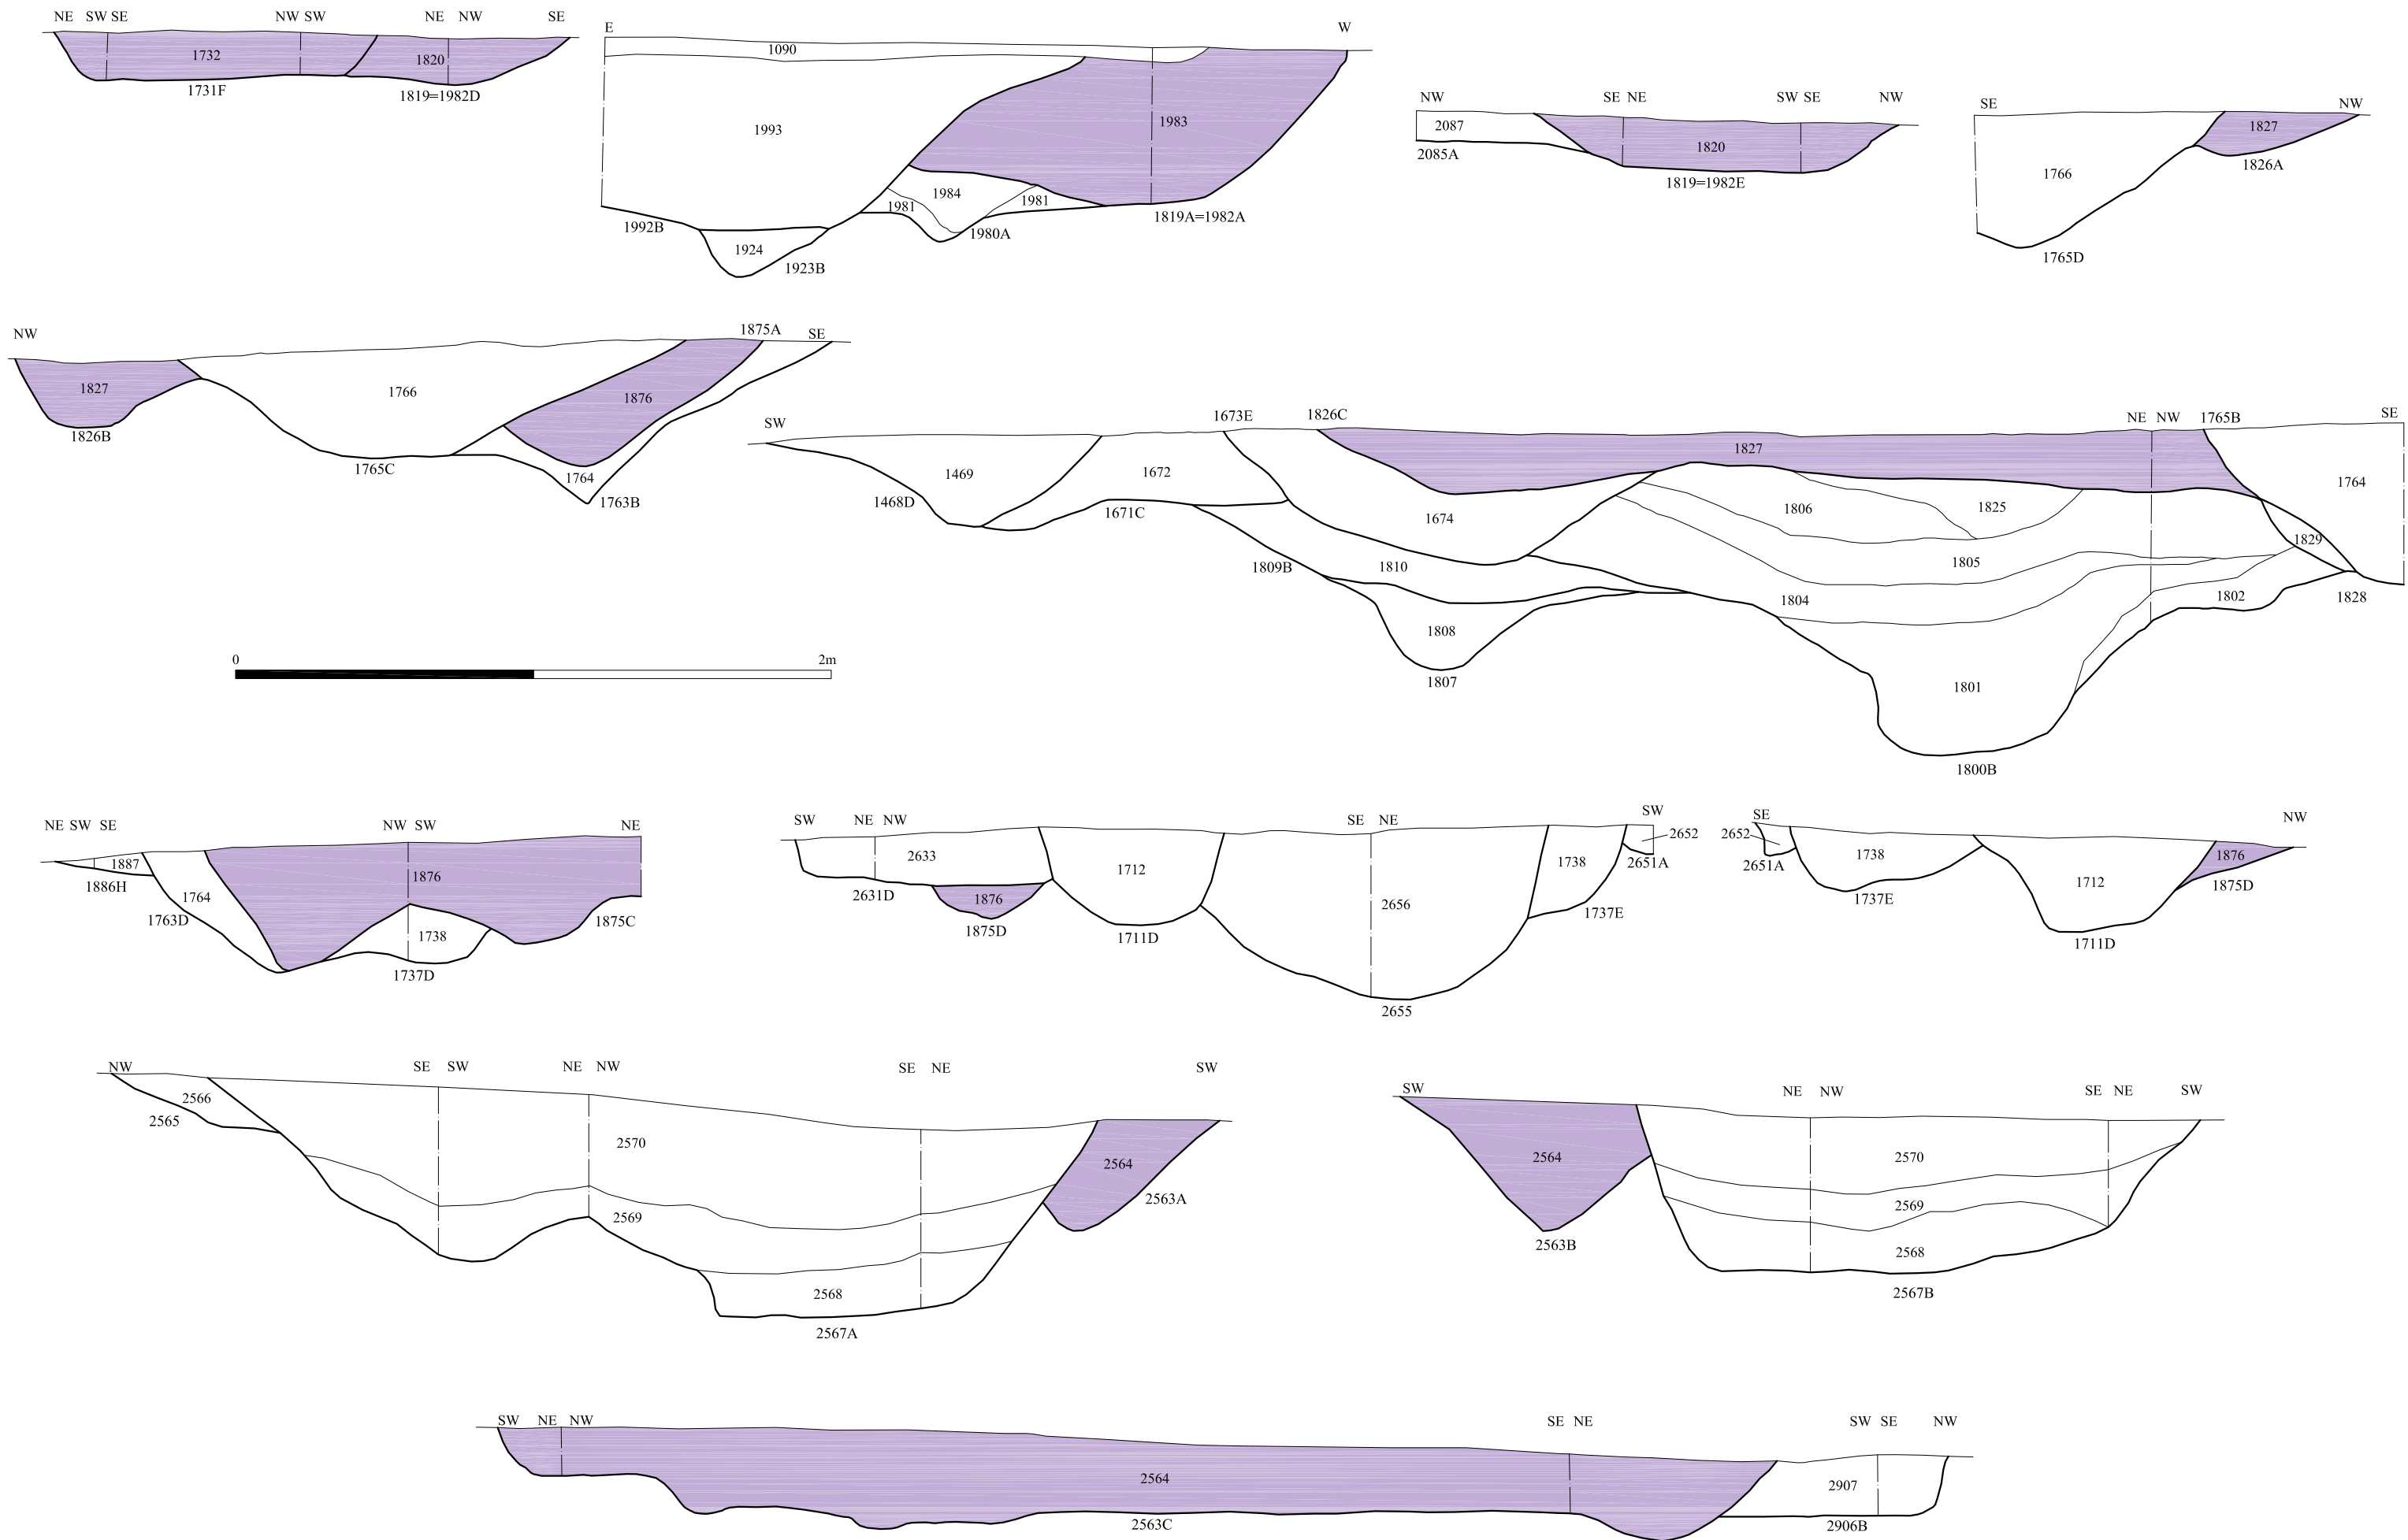 NE SW SE NW SW NE NW SE
1732 1820
1731F 1819=1982D
E W
1090
1993 1983
1984
1981 1981
1992B 1819A=1982A
1980A
1924
1923B
NW SE NE SW SE NW
2087
1820
2085A
1819=1982E
SE NW
1827
1766 1826A
1765D
NW 1875A SE
1827 1766 1876
1826B
1765C 1764
1763B
SW 1673E 1826C NE NW 1765B SE
1469 1672 1827 1764
1468D 1671C 1674 1806 1825
1829
1809B 1810 1805
1804 1802 1828
1808
1807 1801
1800B
0 2m
NE SW SE NW SW NE
1887 1876
1886H 1764
1763D 1738 1875C
1737D
SW NE NW SE NE SW
2633 1712 1738 2652
2651A
2631D 1876 2656
1875D 1711D 1737E
2655
SE NW
2652 1738 1876
2651A 1712 1875D
1737E
1711D
NW SE SW NE NW SE NE SW
2566
2565 2570 2564
2563A
2569
2568
2567A
SW NE NW SE NE SW
2564 2570
2569
2563B 2568
2567B
SW NE NW SE NE SW SE NW
2564 2907
2563C 2906B